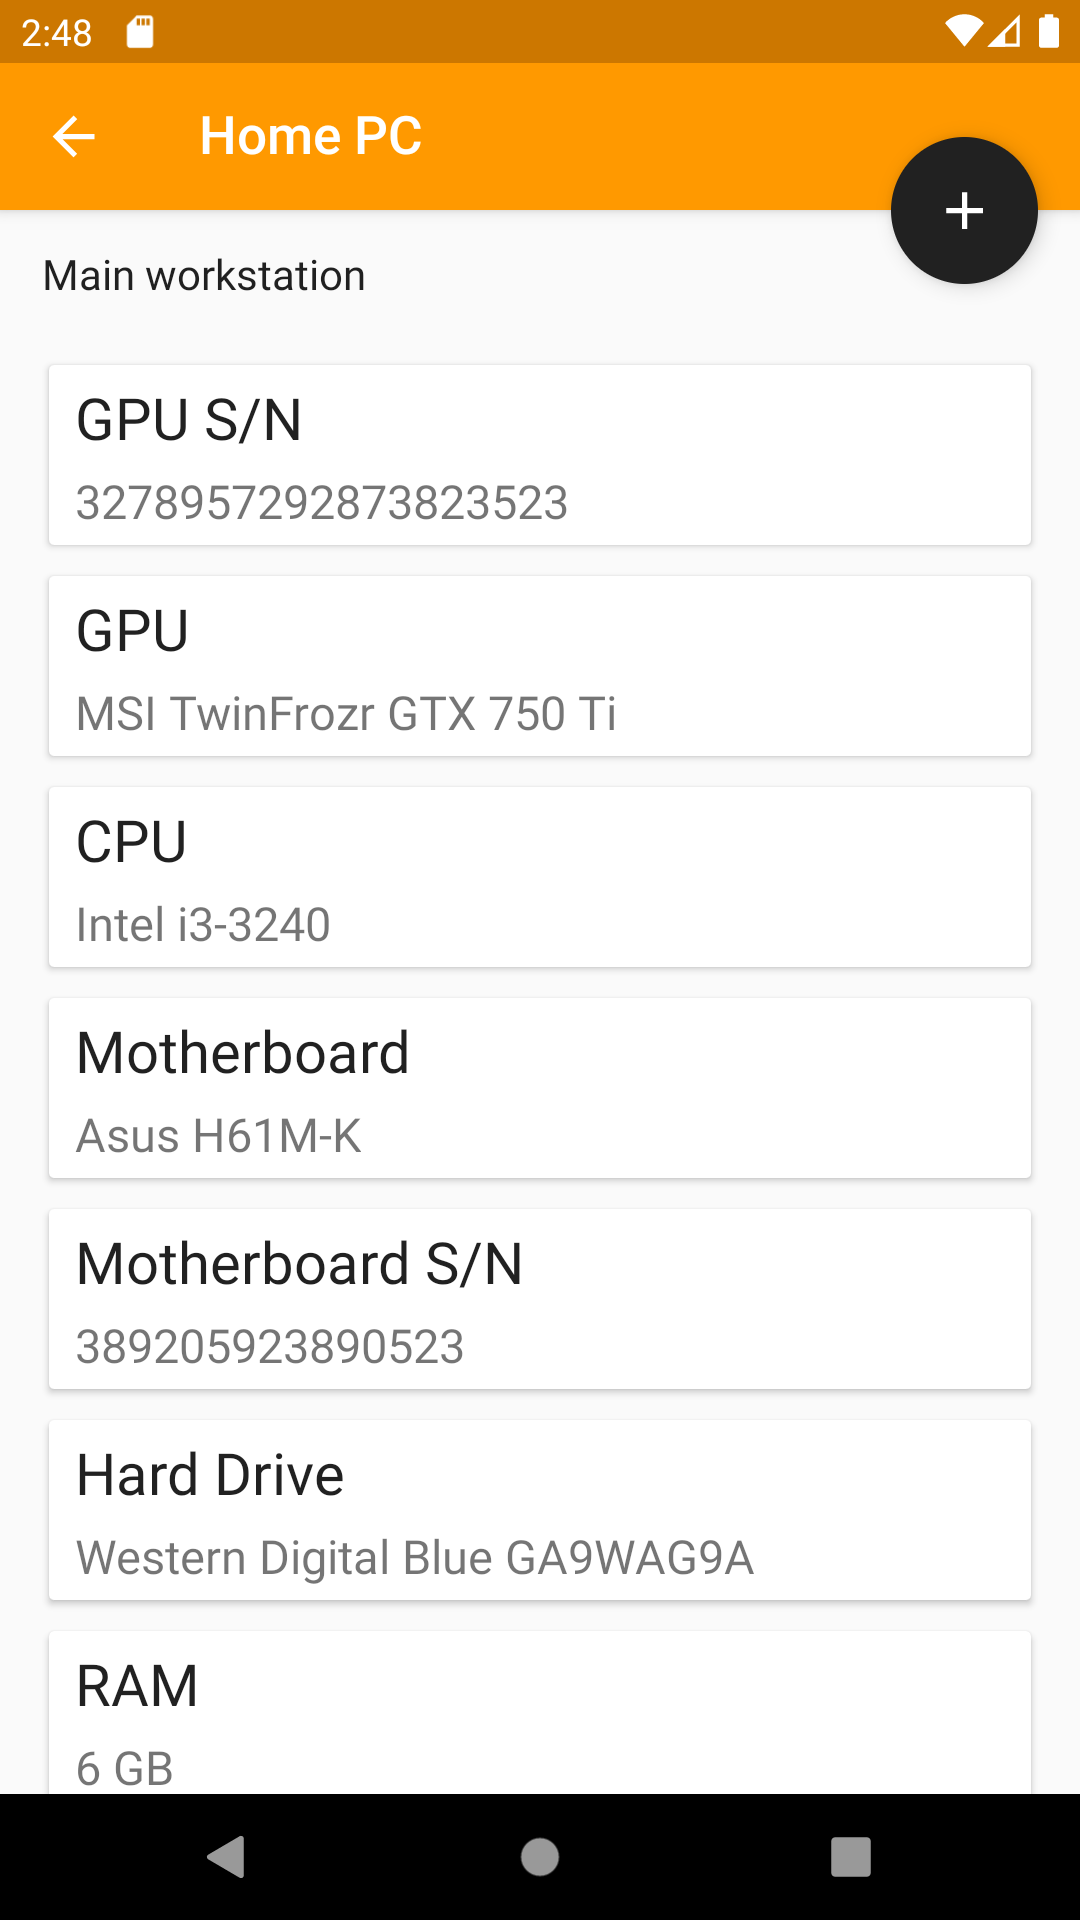 2:48
Home PC
Main workstation
GPU S/N
3278957292873823523
GPU
MSI TwinFrozr GTX 750 Ti
CPU
Intel i3-3240
Motherboard
Asus H61M-K
Motherboard S/N
389205923890523
Hard Drive
Western Digital Blue GA9WAG9A
RAM
6 GB